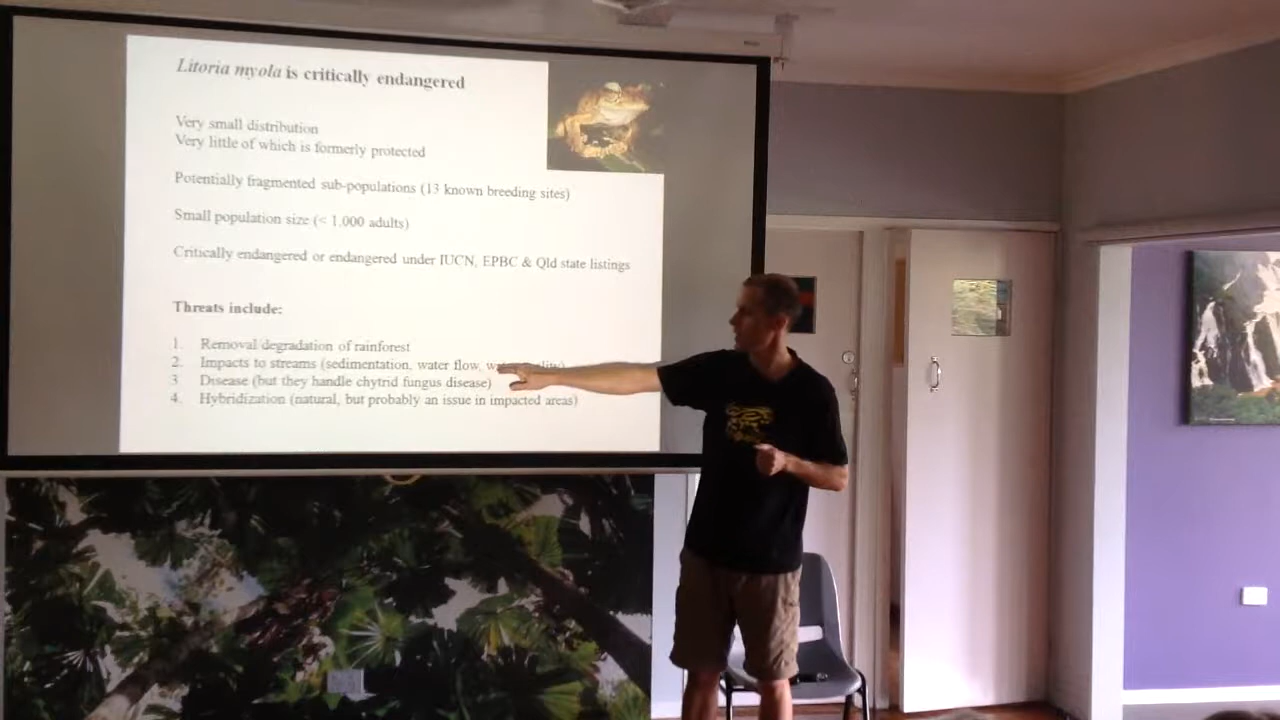 Litoria myola is critically endangered
Very small distribution
Very little of which is formerly protected
Potentially fragmented sub-populations (13 known breeding sites)
Small population size (< 1,000 adults)
Critically endangered or endangered under IUCN, EPBC & Qld state listings
Threats include:
1. Removal/degradation of rainforest
2. Impacts to streams (sedimentation, water flow,
3 Disease (but they handle chytrid fungus disease)
4. Hybridization (natural, but probably an issue in impacted areas)